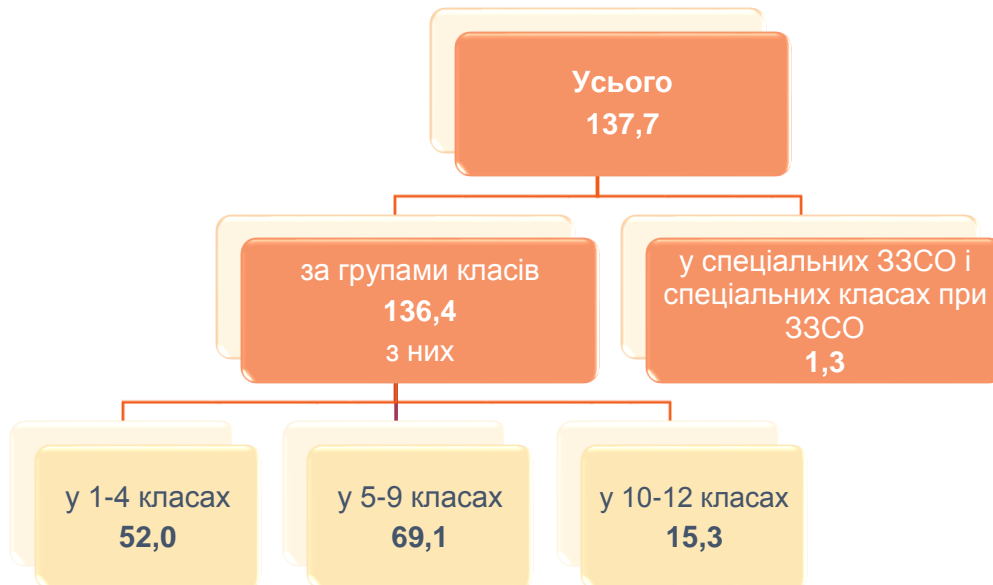 Усього
137,7
за групами класів
136,4
з них
у спеціальних ЗЗСО і
спеціальних класах при
ЗЗСО
1,3
у 1-4 класах
52,0
у 5-9 класах
69,1
у 10-12 класах
15,3